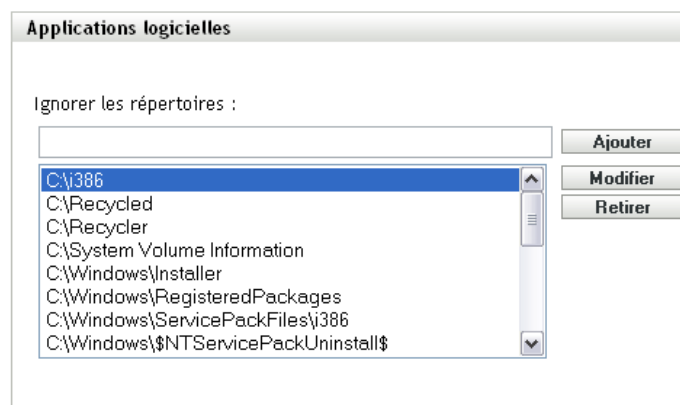 Applications logicielles
Ignorer les répertoires :
Ajouter
C:\i386
Modifier
C:\Recycled
Retirer
C:\Recycler
C:\System Volume Information
C:\Windows\Installer
C:\Windows\RegisteredPackages
C:\Windows\ServicePackFiles\i386
C:\Windows\$NTServicePackUninstall$